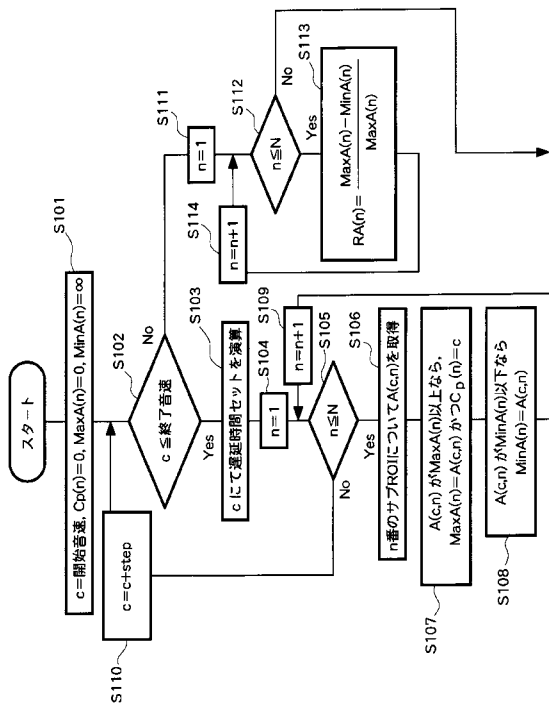 スタート
S101
c=開始音速, Cp(n)=0, MaxA(n)=0, MinA(n)=∞
S102
c≦終了音速
No
Yes
S103
cにて遅延時間セットを演算
S104
n=1
S109
n=n+1
S105
n≦N
No
Yes
S106
n番のサブROIについてA(c,n)を取得
S107
A(c,n)がMaxA(n)以上なら,
MaxA(n)=A(c,n)かつCp(n)=c
S108
A(c,n)がMinA(n)以下なら
MinA(n)=A(c,n)
S110
c=c+step
S111
n=1
S112
n≦N
No
Yes
S113
RA(n)=
MaxA(n)−MinA(n)
MaxA(n)
S114
n=n+1